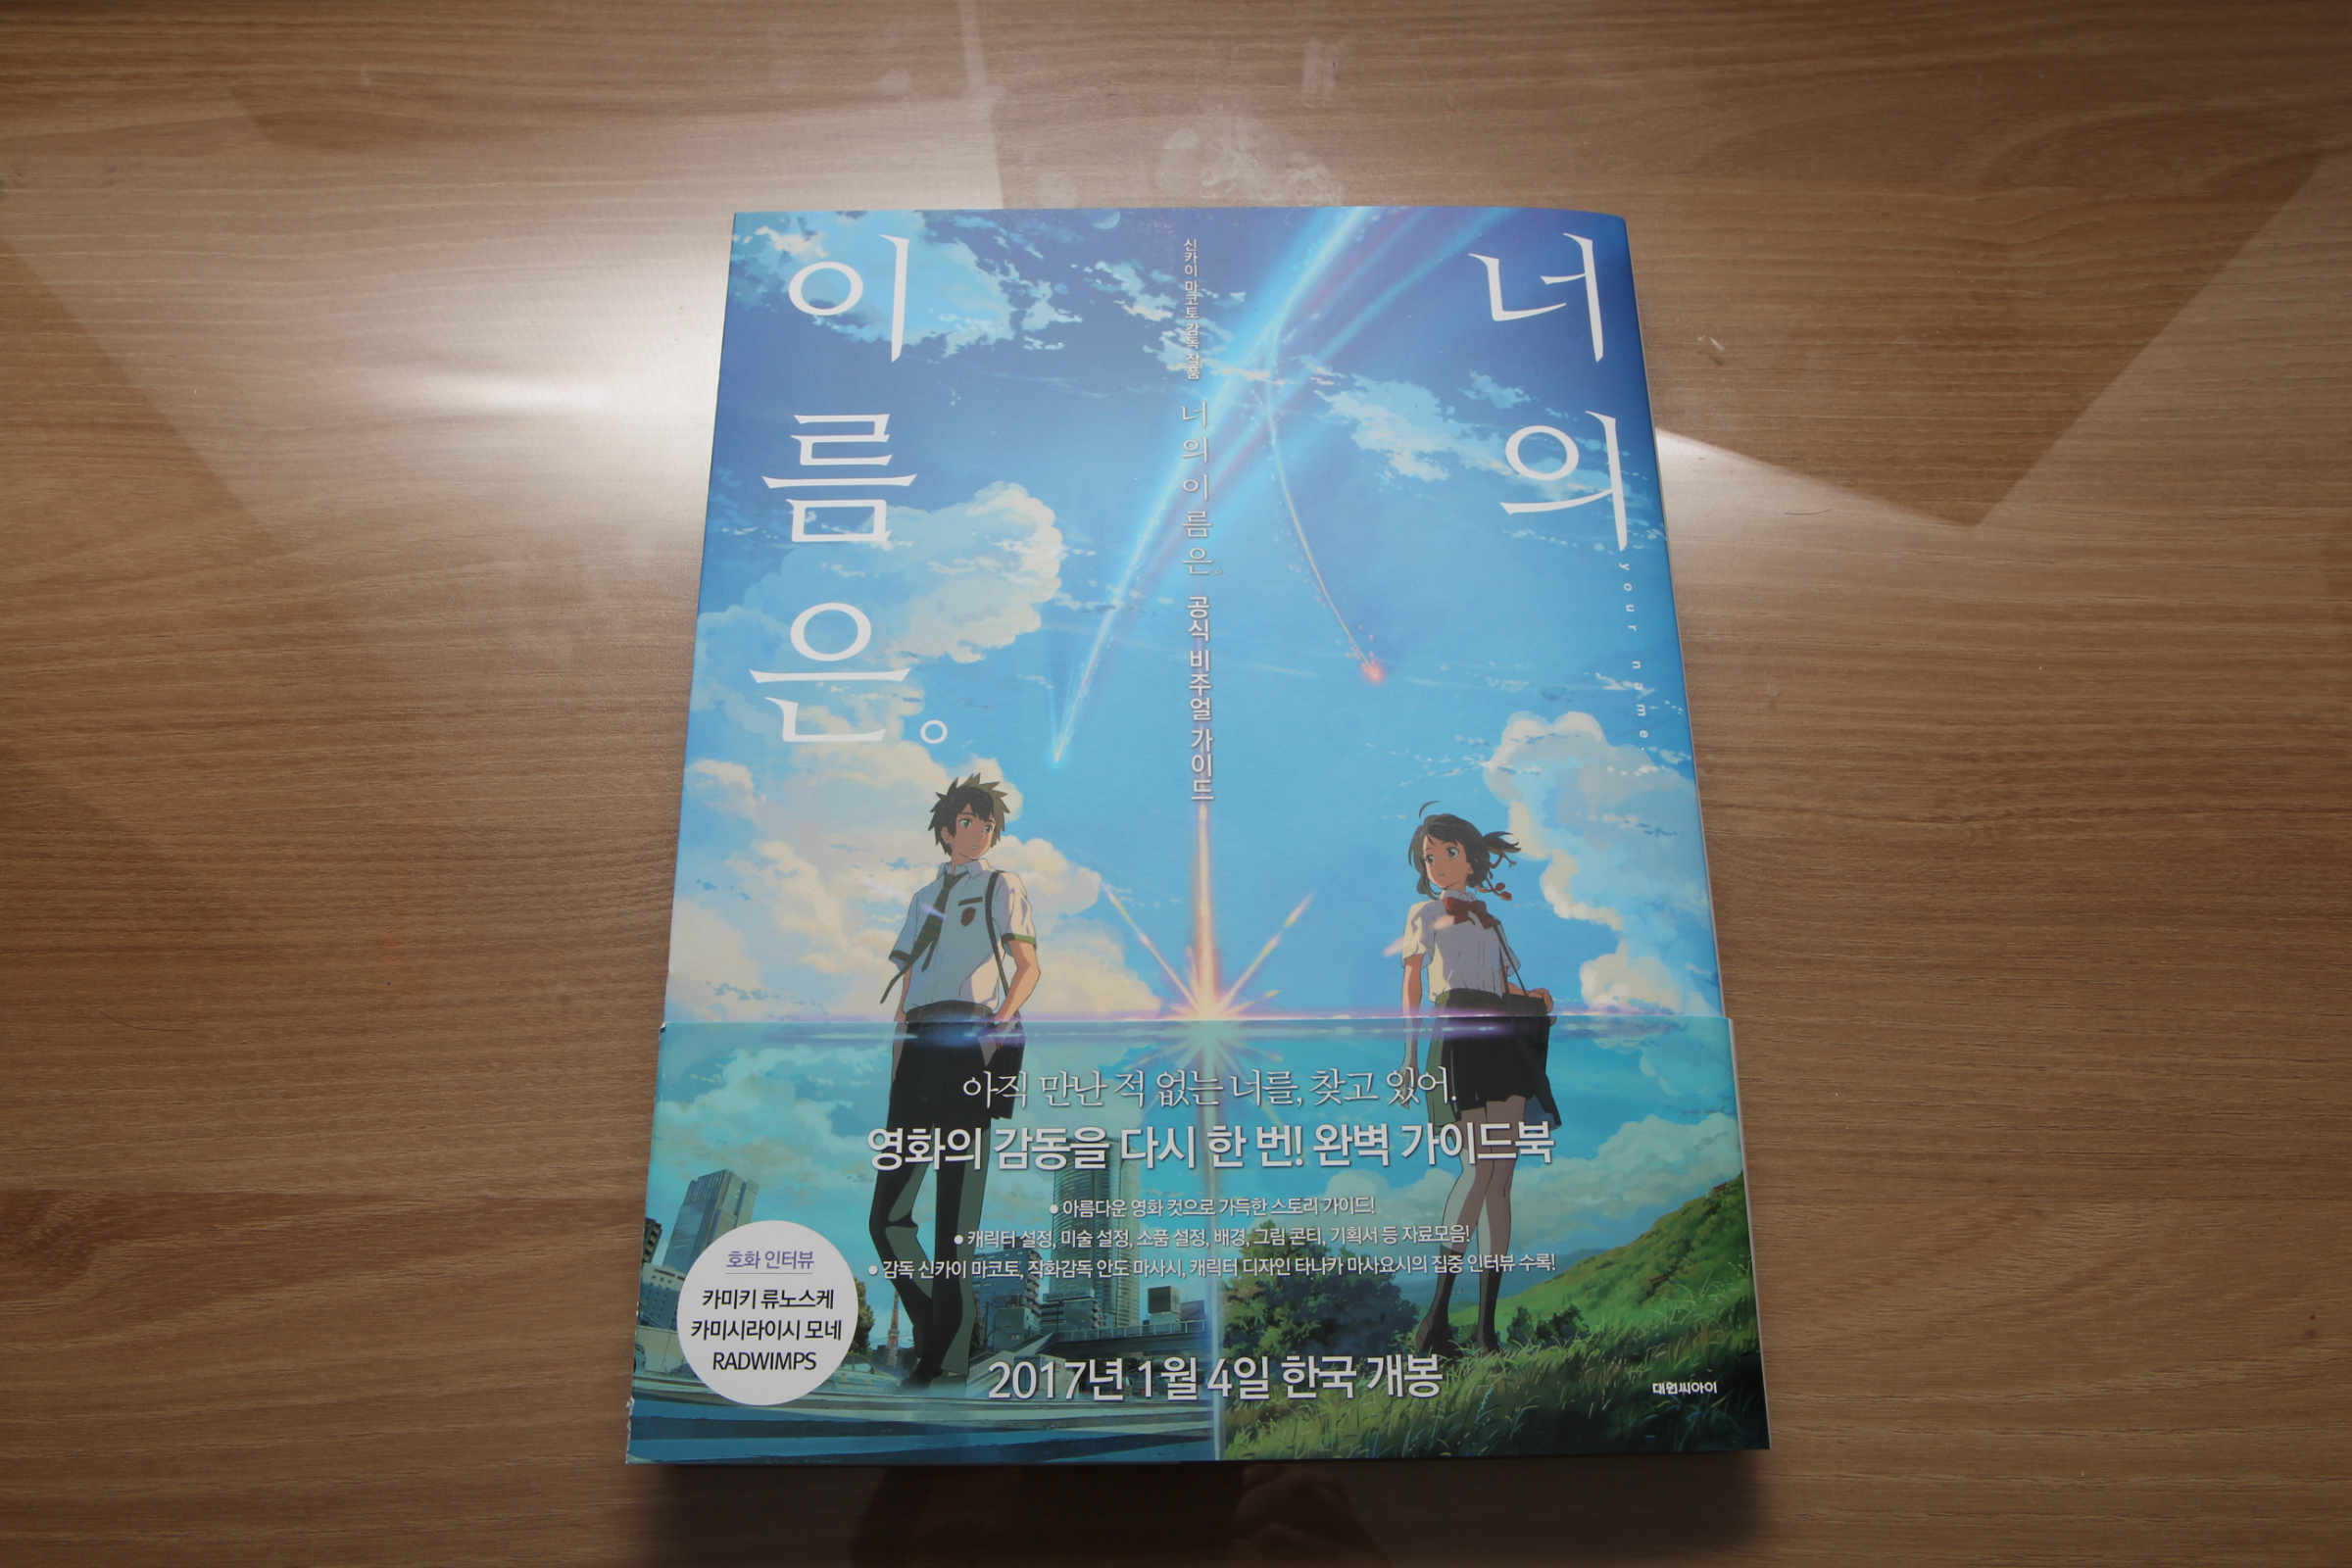 너의
이름은。
your name.
신카이 마코토 감독 작품
너의 이름은。 공식 비주얼 가이드
아직 만난 적 없는 너를, 찾고 있어.
영화의 감동을 다시 한 번! 완벽 가이드북
● 아름다운 영화 컷으로 가득한 스토리 가이드!
● 캐릭터 설정, 미술 설정, 소품 설정, 배경, 그림 콘티, 기획서 등 자료모음!
● 감독 신카이 마코토, 작화감독 안도 마사시, 캐릭터 디자인 타나카 마사요시의 집중 인터뷰 수록!
호화 인터뷰
카미키 류노스케
카미시라이시 모네
RADWIMPS
2017년 1월 4일 한국 개봉
대원씨아이